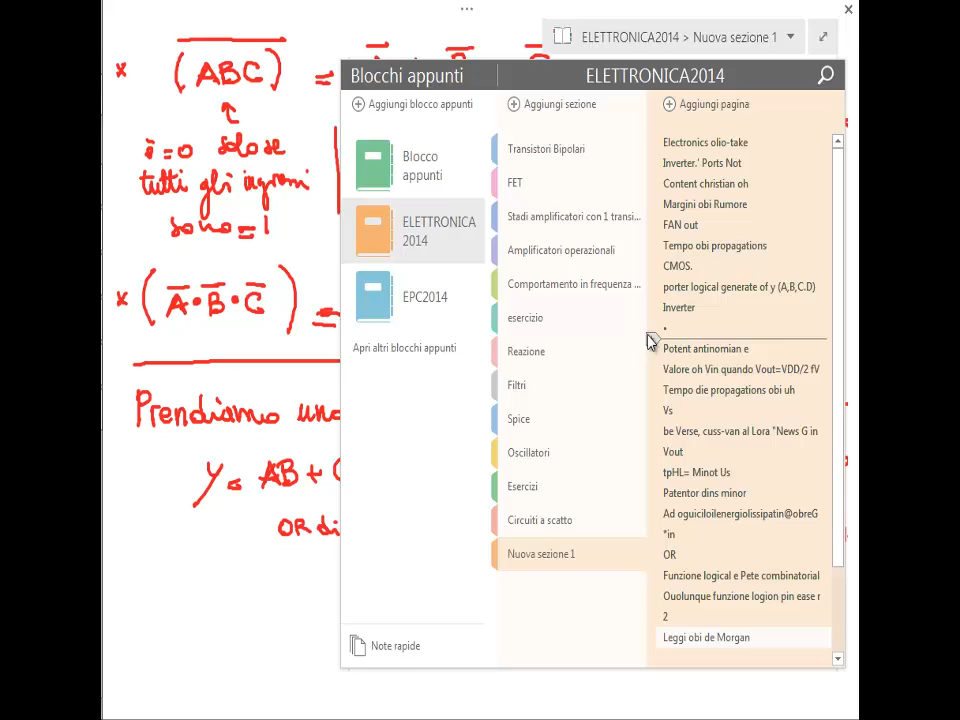 ELETTRONICA2014 > Nuova sezione 1
* (ABC) =
i=0 solo se
tutti gli ingressi
sono = 1
* (A • B • C) =
Prendiamo una
y = AB + C
OR di
Blocchi appunti
ELETTRONICA2014
Aggiungi blocco appunti
Aggiungi sezione
Aggiungi pagina
Blocco
appunti
ELETTRONICA
2014
EPC2014
Apri altri blocchi appunti
Note rapide
Transistori Bipolari
FET
Stadi amplificatori con 1 transi...
Amplificatori operazionali
Comportamento in frequenza ...
esercizio
Reazione
Filtri
Spice
Oscillatori
Esercizi
Circuiti a scatto
Nuova sezione 1
Electronics olio-take
Inverter.' Ports Not
Content christian oh
Margini obi Rumore
FAN out
Tempo obi propagations
CMOS.
porter logical generate of y (A,B,C.D)
Inverter
•
Potent antinomian e
Valore oh Vin quando Vout=VDD/2 fV
Tempo die propagations obi uh
Vs
be Verse, cuss-van al Lora "News G in
Vout
tpHL= Minot Us
Patentor dins minor
Ad oguiciloilenergiolissipatin@obreG
*in
OR
Funzione logical e Pete combinatorial
Ouolunque funzione logion pin ease r
2
Leggi obi de Morgan